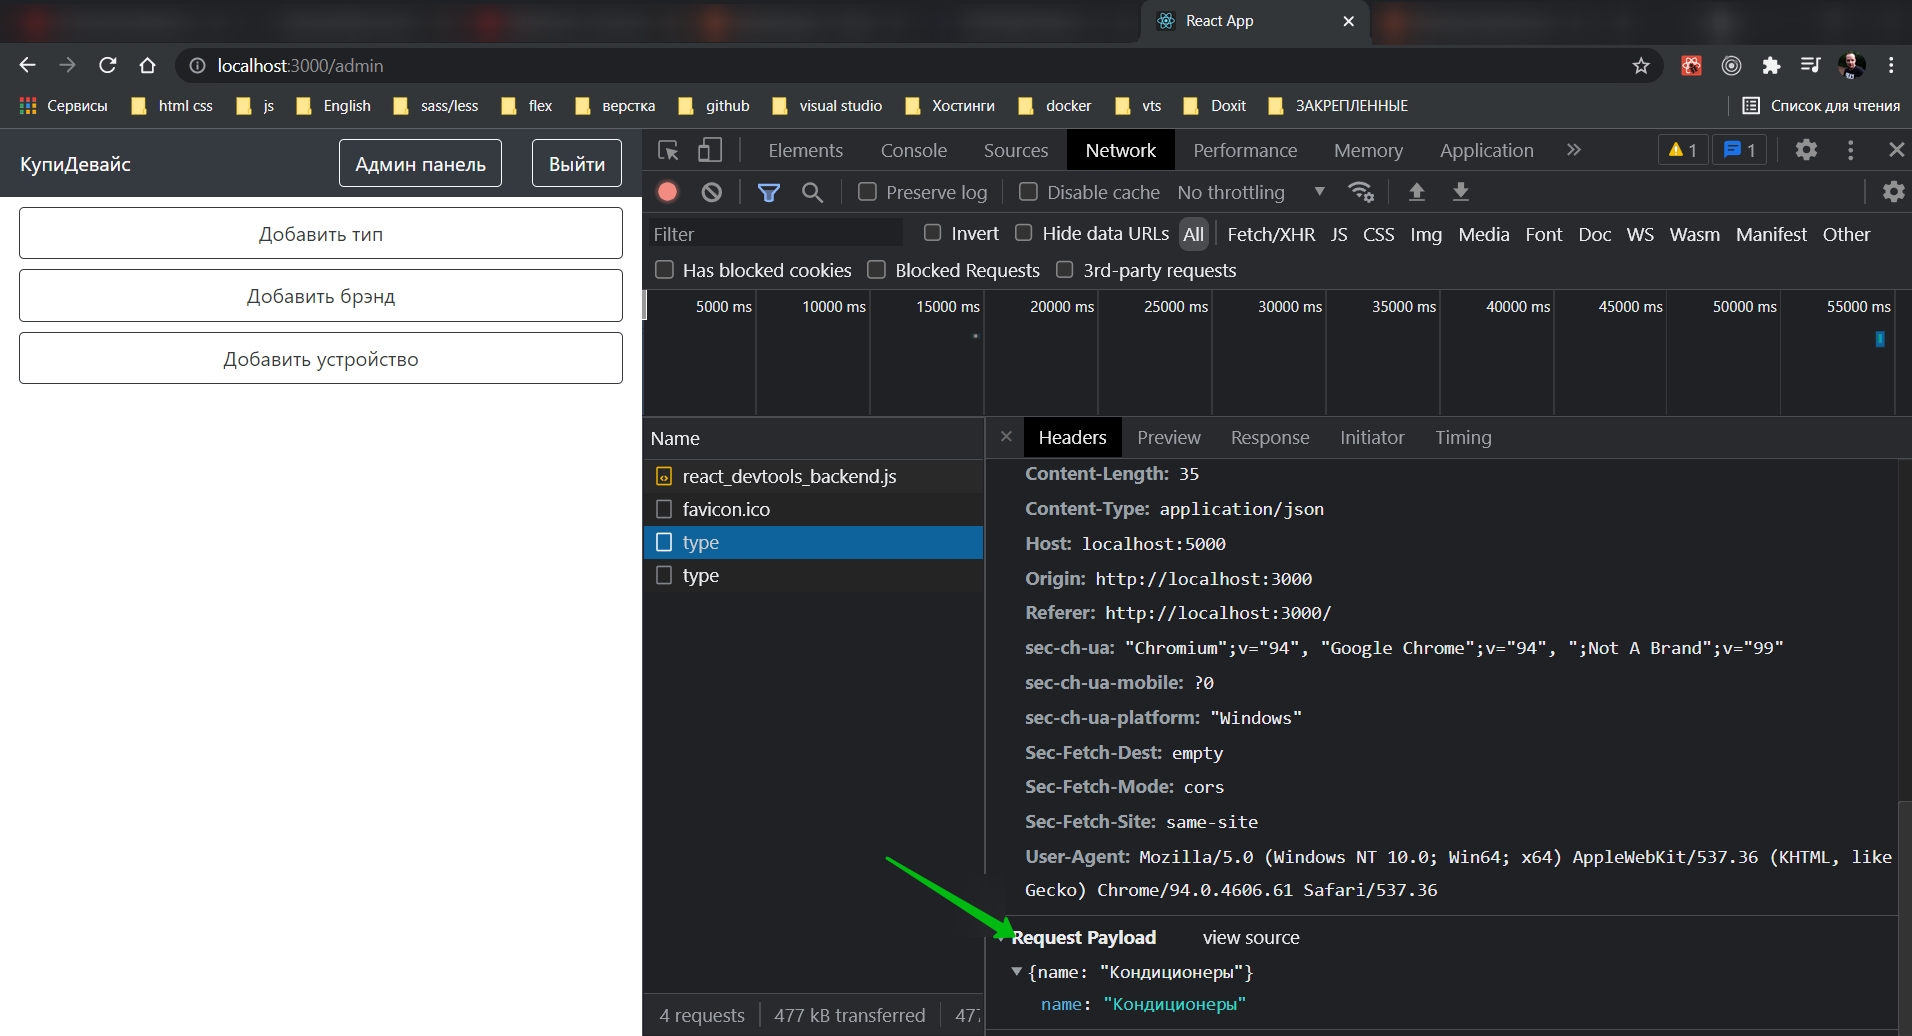 React App
localhost:3000/admin
Сервисы html css js English sass/less flex верстка github visual studio Хостинги docker vts Doxit ЗАКРЕПЛЕННЫЕ Список для чтения
КупиДевайс Админ панель Выйти
Добавить тип
Добавить брэнд
Добавить устройство
Elements Console Sources Network Performance Memory Application » 1 1
Preserve log Disable cache No throttling
Filter Invert Hide data URLs All Fetch/XHR JS CSS Img Media Font Doc WS Wasm Manifest Other
Has blocked cookies Blocked Requests 3rd-party requests
5000 ms 10000 ms 15000 ms 20000 ms 25000 ms 30000 ms 35000 ms 40000 ms 45000 ms 50000 ms 55000 ms
Name
react_devtools_backend.js
favicon.ico
type
type
4 requests 477 kB transferred 477
Headers Preview Response Initiator Timing
Content-Length: 35
Content-Type: application/json
Host: localhost:5000
Origin: http://localhost:3000
Referer: http://localhost:3000/
sec-ch-ua: "Chromium";v="94", "Google Chrome";v="94", ";Not A Brand";v="99"
sec-ch-ua-mobile: ?0
sec-ch-ua-platform: "Windows"
Sec-Fetch-Dest: empty
Sec-Fetch-Mode: cors
Sec-Fetch-Site: same-site
User-Agent: Mozilla/5.0 (Windows NT 10.0; Win64; x64) AppleWebKit/537.36 (KHTML, like
Gecko) Chrome/94.0.4606.61 Safari/537.36
Request Payload view source
{name: "Кондиционеры"}
name: "Кондиционеры"